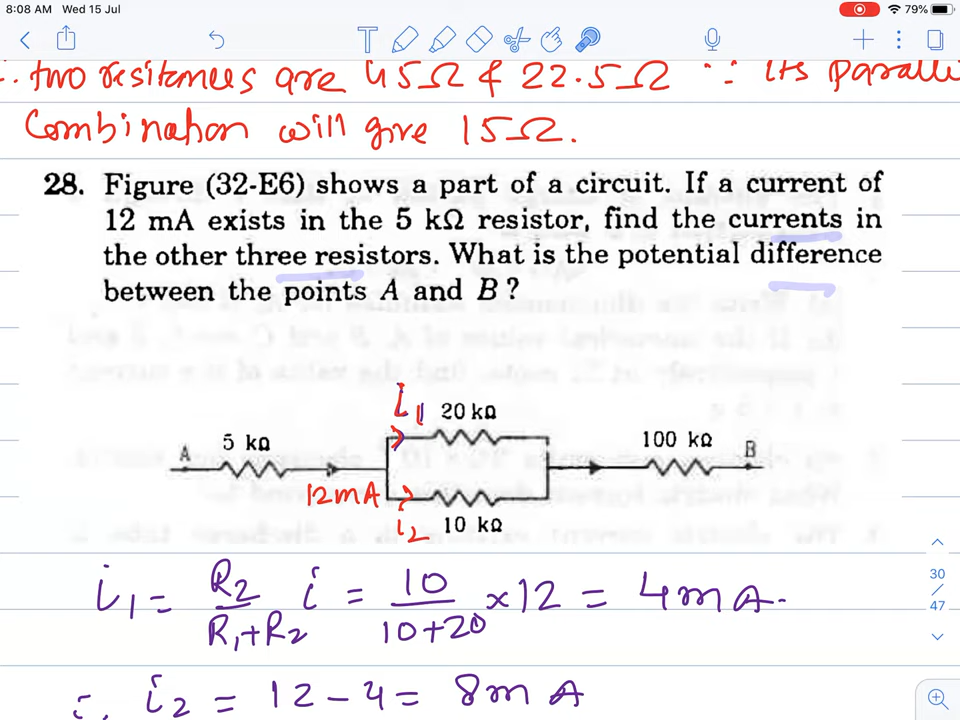 8:08 AM Wed 15 Jul
79%
T
∴ two resitances are 45Ω & 22.5Ω ∵ its
Combination will give 15Ω.
28. Figure (32-E6) shows a part of a circuit. If a current of
12 mA exists in the 5 kΩ resistor, find the currents in
the other three resistors. What is the potential difference
between the points A and B ?
i1
20 kΩ
A
5 kΩ
100 kΩ
B
12mA
i2
10 kΩ
i1 = R2/(R1+R2) i = 10/(10+20) ×12 = 4mA.
∴ i2 = 12-4 = 8mA
30
/
47